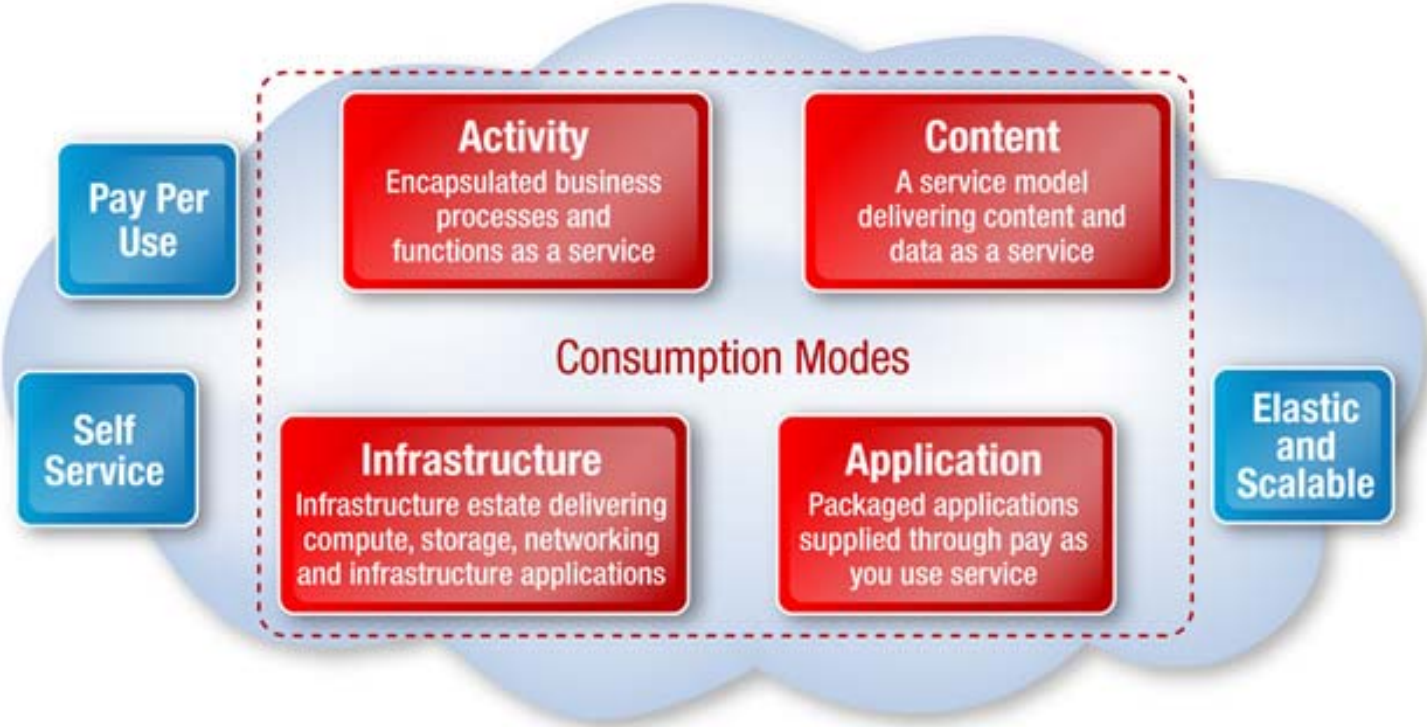 Pay Per
Use
Self
Service
Activity
Encapsulated business
processes and
functions as a service
Content
A service model
delivering content and
data as a service
Consumption Modes
Infrastructure
Infrastructure estate delivering
compute, storage, networking
and infrastructure applications
Application
Packaged applications
supplied through pay as
you use service
Elastic
and
Scalable